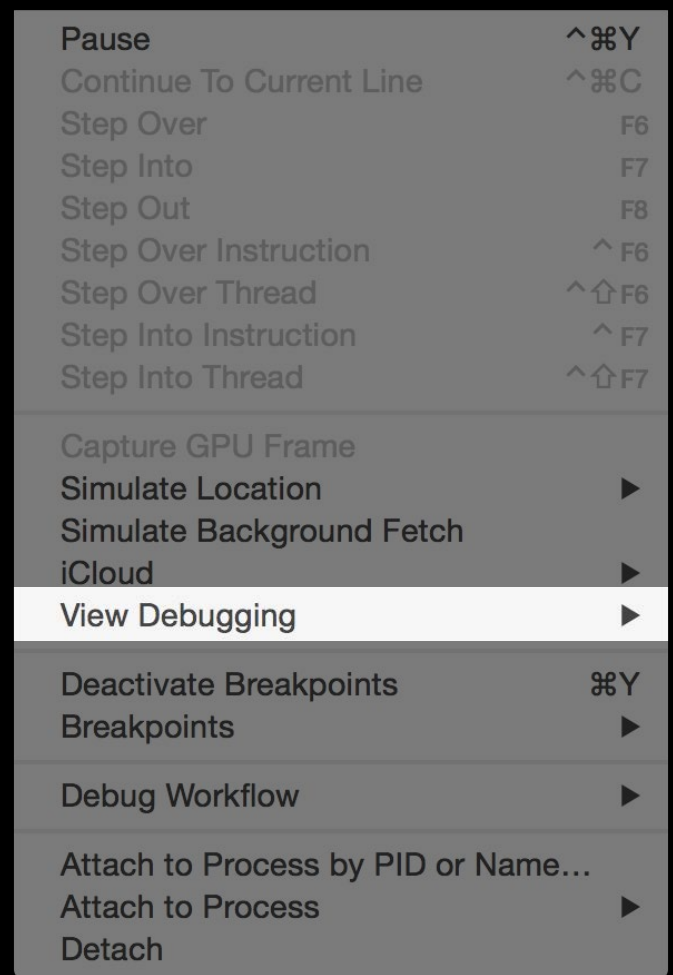 Pause ^⌘Y
Continue To Current Line ^⌘C
Step Over F6
Step Into F7
Step Out F8
Step Over Instruction ^ F6
Step Over Thread ^⇧F6
Step Into Instruction ^ F7
Step Into Thread ^⇧F7
Capture GPU Frame
Simulate Location ▶
Simulate Background Fetch
iCloud ▶
View Debugging ▶
Deactivate Breakpoints ⌘Y
Breakpoints ▶
Debug Workflow ▶
Attach to Process by PID or Name…
Attach to Process ▶
Detach